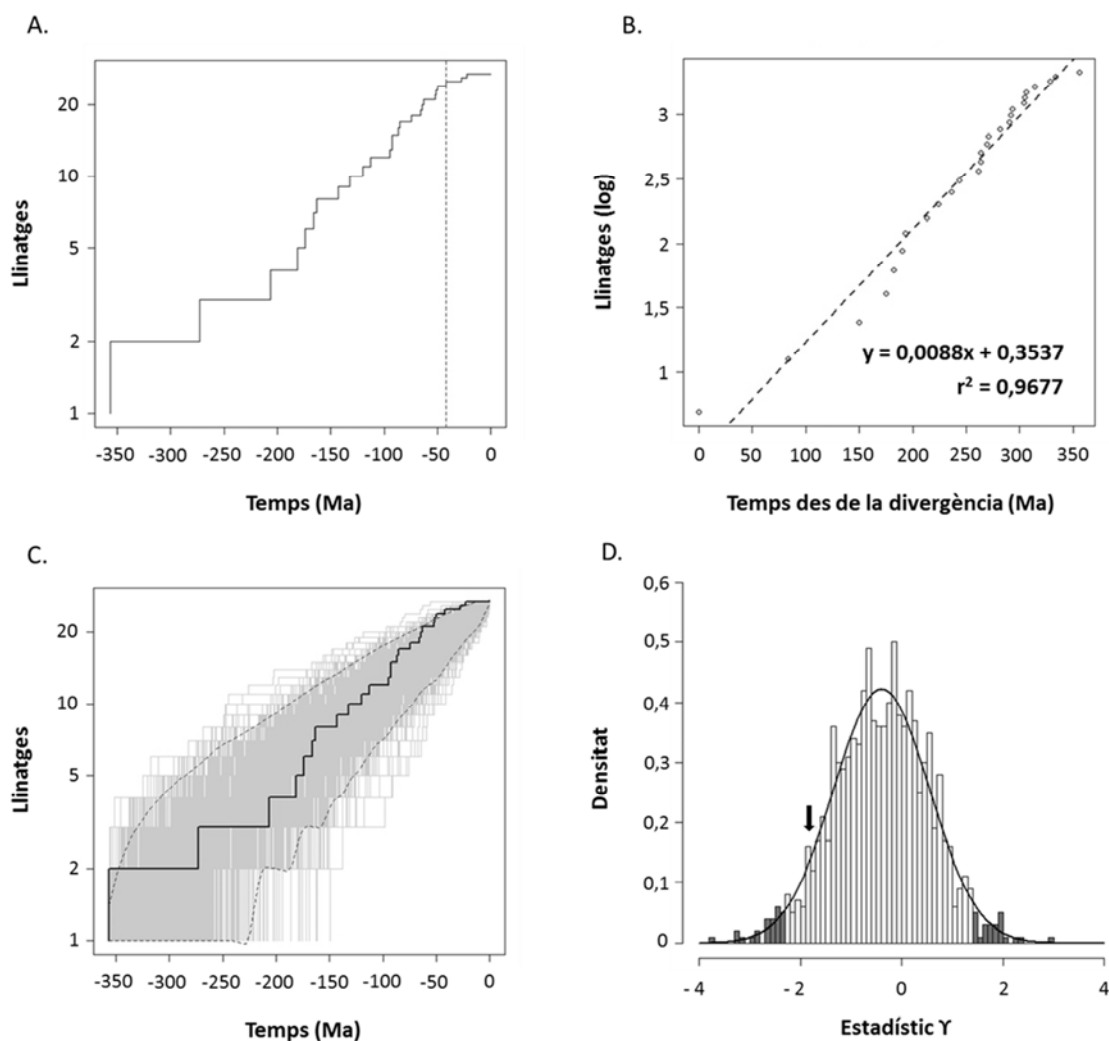 A.
Llinatges
20
10
5
2
1
-350 -300 -250 -200 -150 -100 -50 0
Temps (Ma)
B.
Llinatges (log)
3
2,5
2
1,5
1
y = 0,0088x + 0,3537
r² = 0,9677
0 50 100 150 200 250 300 350
Temps des de la divergència (Ma)
C.
Llinatges
20
10
5
2
1
-350 -300 -250 -200 -150 -100 -50 0
Temps (Ma)
D.
Densitat
0,6
0,5
0,4
0,3
0,2
0,1
0
- 4 - 2 0 2 4
Estadístic ϒ